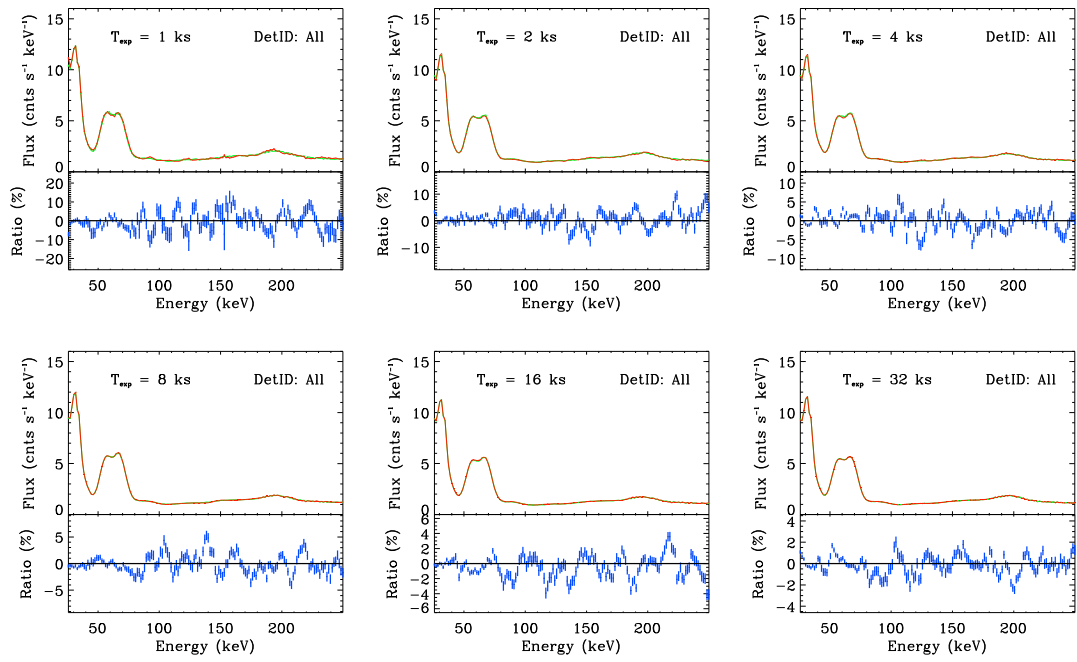 Flux (cnts s⁻¹ keV⁻¹)
15
10
5
0
T_exp = 1 ks DetID: All
Ratio (%)
20
10
0
−10
−20
50 100 150 200
Energy (keV)
Flux (cnts s⁻¹ keV⁻¹)
15
10
5
0
T_exp = 2 ks DetID: All
Ratio (%)
10
0
−10
50 100 150 200
Energy (keV)
Flux (cnts s⁻¹ keV⁻¹)
15
10
5
0
T_exp = 4 ks DetID: All
Ratio (%)
10
5
0
−5
−10
50 100 150 200
Energy (keV)
Flux (cnts s⁻¹ keV⁻¹)
15
10
5
0
T_exp = 8 ks DetID: All
Ratio (%)
5
0
−5
50 100 150 200
Energy (keV)
Flux (cnts s⁻¹ keV⁻¹)
15
10
5
0
T_exp = 16 ks DetID: All
Ratio (%)
6
4
2
0
−2
−4
−6
50 100 150 200
Energy (keV)
Flux (cnts s⁻¹ keV⁻¹)
15
10
5
0
T_exp = 32 ks DetID: All
Ratio (%)
4
2
0
−2
−4
50 100 150 200
Energy (keV)